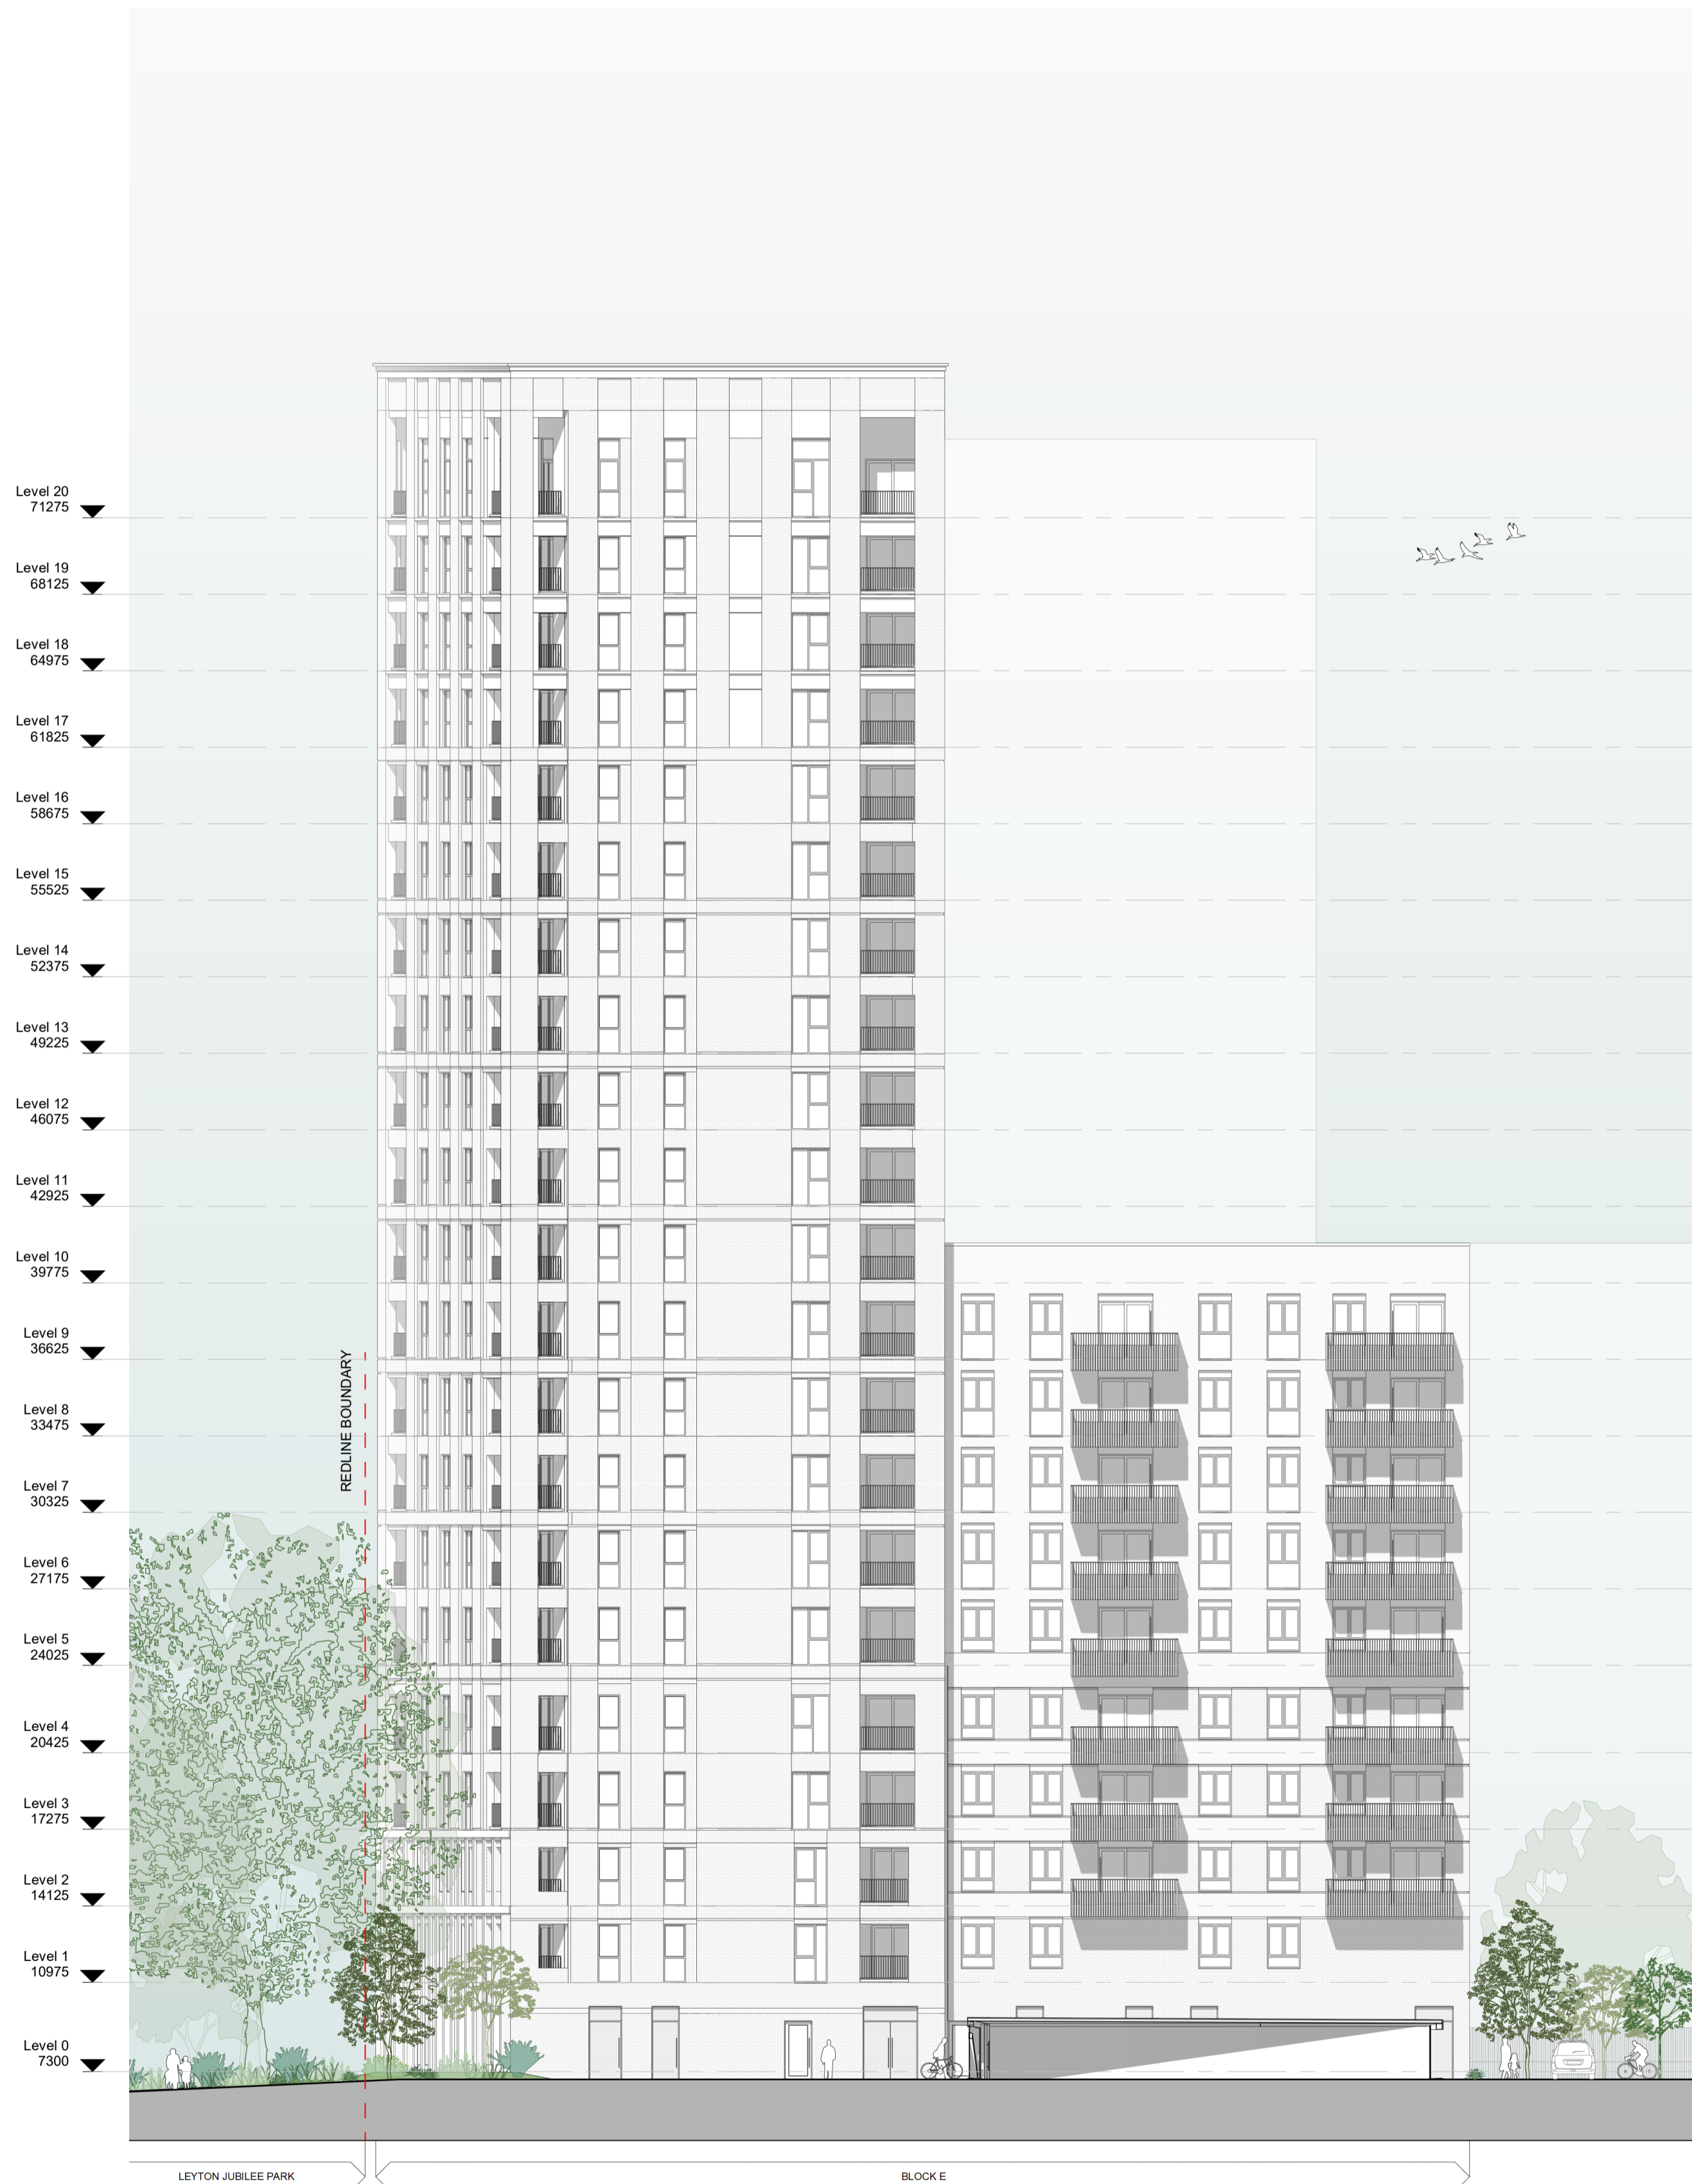 Level 20
71275
Level 19
68125
Level 18
64975
Level 17
61825
Level 16
58675
Level 15
55525
Level 14
52375
Level 13
49225
Level 12
46075
Level 11
42925
Level 10
39775
Level 9
36625
REDLINE BOUNDARY
Level 8
33475
Level 7
30325
Level 6
27175
Level 5
24025
Level 4
20425
Level 3
17275
Level 2
14125
Level 1
10975
Level 0
7300
LEYTON JUBILEE PARK
BLOCK E